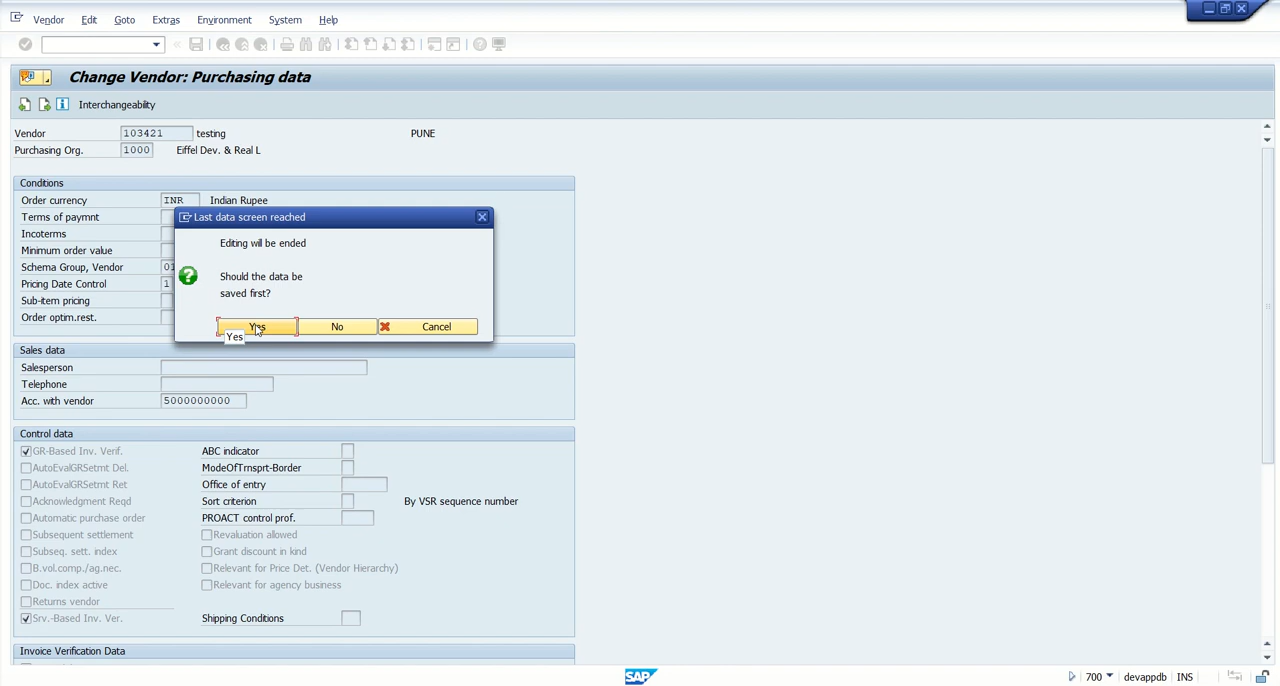 Vendor Edit Goto Extras Environment System Help
Change Vendor: Purchasing data
Interchangeability
Vendor 103421 testing PUNE
Purchasing Org. 1000 Eiffel Dev. & Real L
Conditions
Order currency INR Indian Rupee
Terms of paymnt
Incoterms
Minimum order value
Schema Group, Vendor 01
Pricing Date Control 1
Sub-item pricing
Order optim.rest.
Last data screen reached
Editing will be ended
Should the data be
saved first?
Yes No Cancel
Yes
Sales data
Salesperson
Telephone
Acc. with vendor 5000000000
Control data
GR-Based Inv. Verif. ABC indicator
AutoEvalGRSetmt Del. ModeOfTrnsprt-Border
AutoEvalGRSetmt Ret Office of entry
Acknowledgment Reqd Sort criterion By VSR sequence number
Automatic purchase order PROACT control prof.
Subsequent settlement Revaluation allowed
Subseq. sett. index Grant discount in kind
B.vol.comp./ag.nec. Relevant for Price Det. (Vendor Hierarchy)
Doc. index active Relevant for agency business
Returns vendor
Srv.-Based Inv. Ver. Shipping Conditions
Invoice Verification Data
SAP
700 devappdb INS